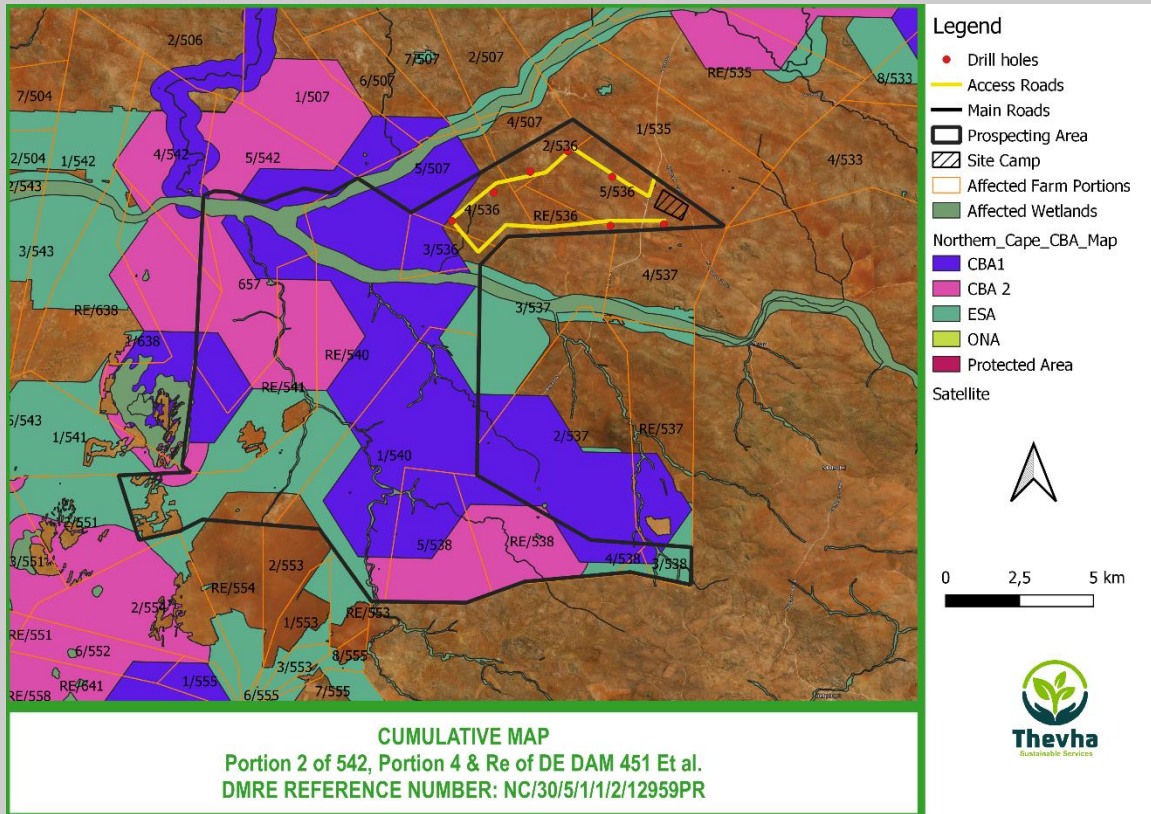 2/506
7/507
2/507
6/507
RE/535
8/533
7/504
1/507
4/507
1/535
2/536
4/533
2/504
1/542
4/542
5/542
5/507
2/543
5/536
4/536
RE/536
3/543
3/536
4/537
657
3/537
RE/638
1/638
RE/540
RE/541
1/541
2/537
RE/537
1/540
5/538
RE/538
4/538
3/538
3/551
2/553
RE/554
2/554
1/553
RE/553
RE/551
6/552
3/553
8/555
RE/558
RE/641
1/555
6/555
7/555
Legend
Drill holes
Access Roads
Main Roads
Prospecting Area
Site Camp
Affected Farm Portions
Affected Wetlands
Northern_Cape_CBA_Map
CBA1
CBA 2
ESA
ONA
Protected Area
Satellite
0 2,5 5 km
Thevha
Sustainable Services
CUMULATIVE MAP
Portion 2 of 542, Portion 4 & Re of DE DAM 451 Et al.
DMRE REFERENCE NUMBER: NC/30/5/1/1/2/12959PR